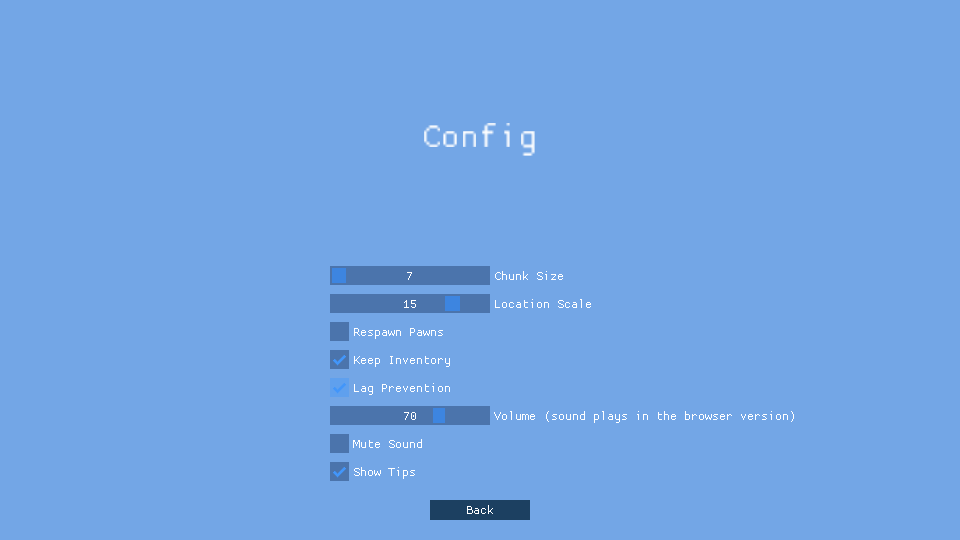 Config
7 Chunk Size
15 Location Scale
Respawn Pawns
Keep Inventory
Lag Prevention
70 Volume (sound plays in the browser version)
Mute Sound
Show Tips
Back